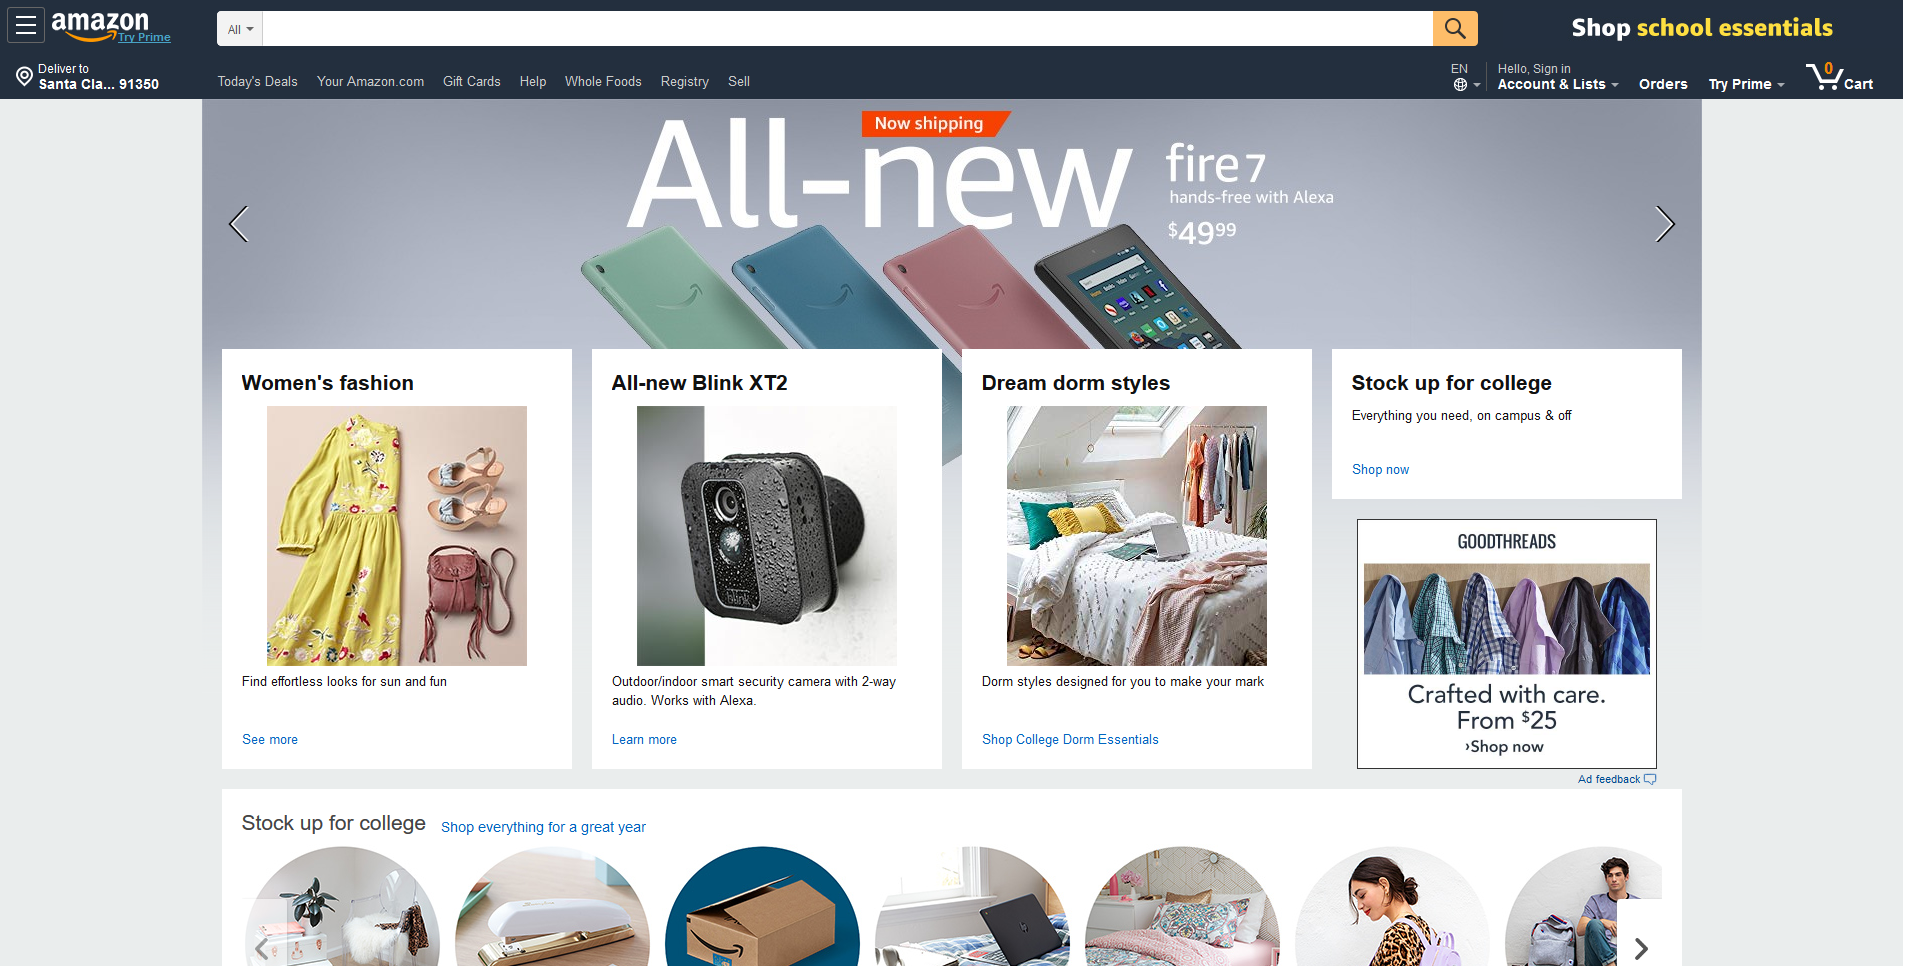 amazon
Try Prime
All
Shop school essentials
Deliver to
Santa Cla... 91350
Today's Deals
Your Amazon.com
Gift Cards
Help
Whole Foods
Registry
Sell
EN
Hello, Sign in
Account & Lists
Orders
Try Prime
0
Cart
Now shipping
All-new
fire 7
hands-free with Alexa
$49 99
Women's fashion
Find effortless looks for sun and fun
See more
All-new Blink XT2
blink
Outdoor/indoor smart security camera with 2-way
audio. Works with Alexa.
Learn more
Dream dorm styles
Dorm styles designed for you to make your mark
Shop College Dorm Essentials
Stock up for college
Everything you need, on campus & off
Shop now
GOODTHREADS
Crafted with care.
From $25
›Shop now
Ad feedback
Stock up for college
Shop everything for a great year